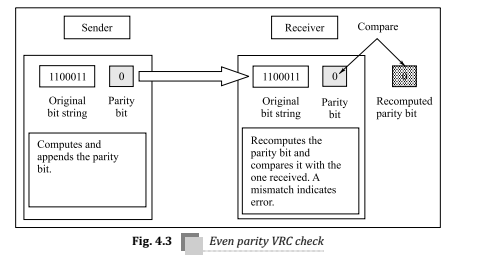 Sender
Receiver
Compare
1100011
0
1100011
0
0
Original
bit string
Parity
bit
Original
bit string
Parity
bit
Recomputed
parity bit
Computes and
appends the parity
bit.
Recomputes the
parity bit and
compares it with the
one received. A
mismatch indicates
error.
Fig. 4.3 Even parity VRC check